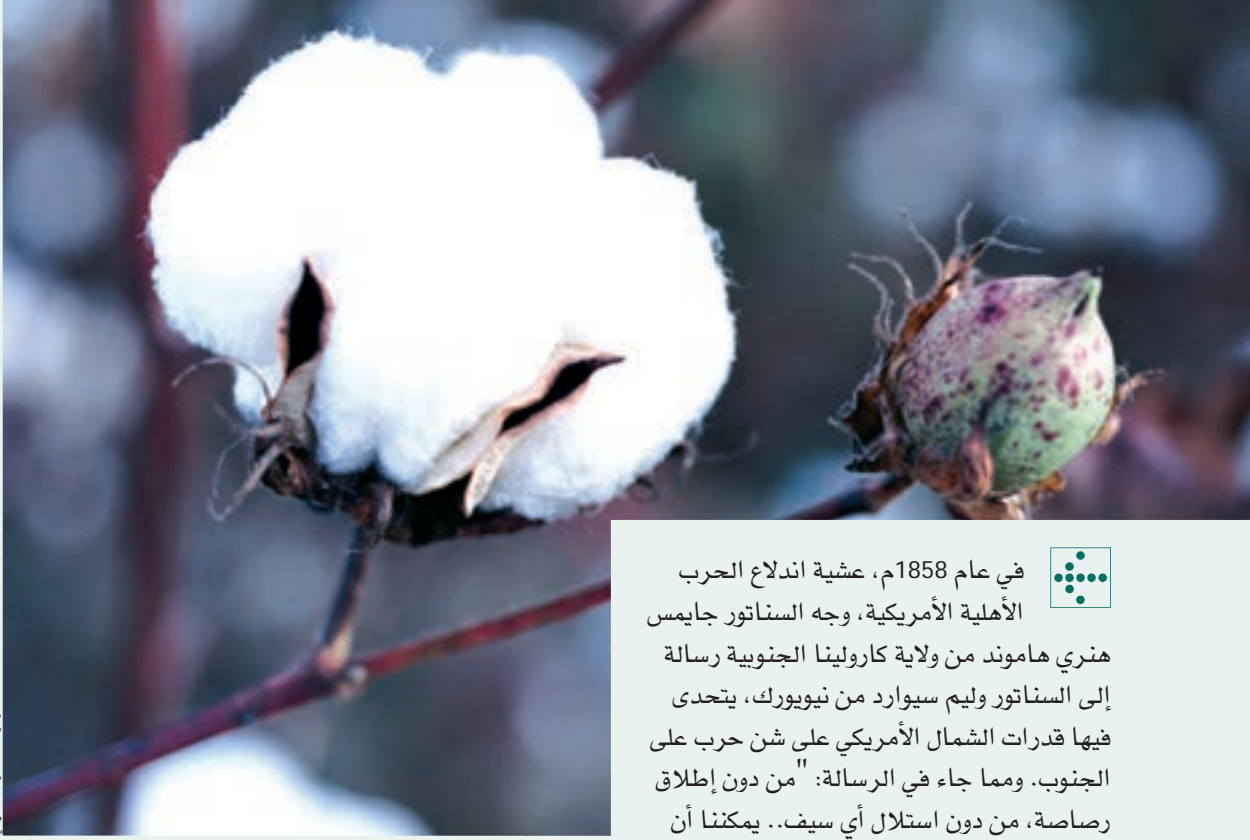 في عام 1858م، عشية اندلاع الحرب
الأهلية الأمريكية، وجه السناتور جايمس
هنري هاموند من ولاية كارولينا الجنوبية رسالة
إلى السناتور وليم سيوارد من نيويورك، يتحدى
فيها قدرات الشمال الأمريكي على شن حرب على
الجنوب. ومما جاء في الرسالة: "من دون إطلاق
رصاصة، من دون استلال أي سيف.. يمكننا أن